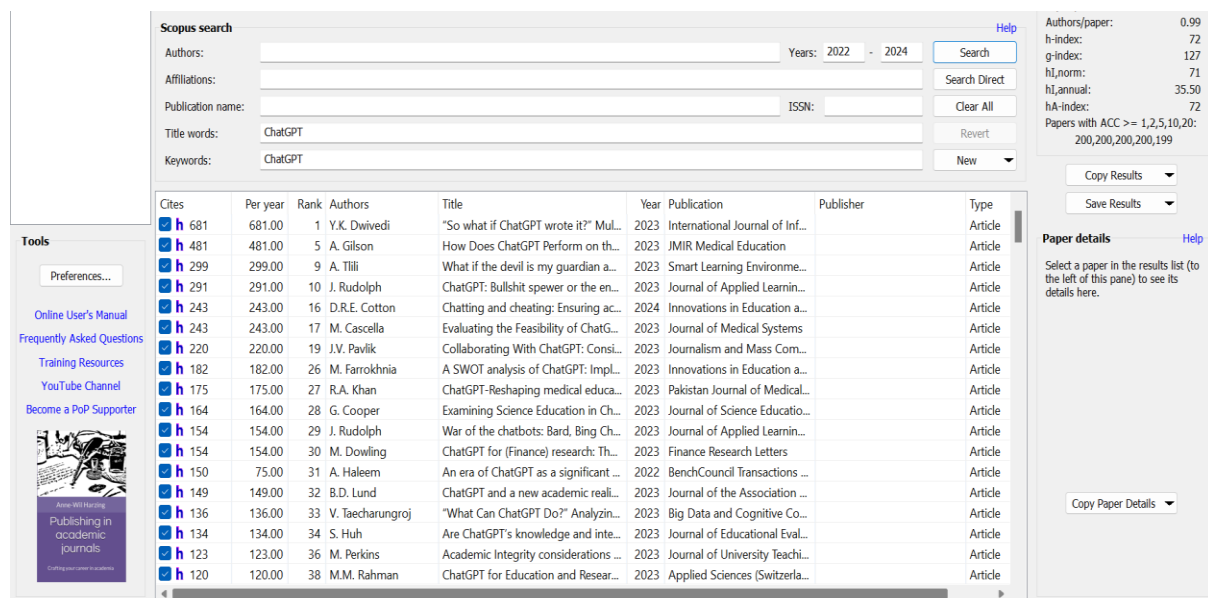 Scopus search Help
Authors: Years: 2022 - 2024 Search
Affiliations: Search Direct
Publication name: ISSN: Clear All
Title words: ChatGPT Revert
Keywords: ChatGPT New
Cites Per year Rank Authors Title Year Publication Publisher Type
h 681 681.00 1 Y.K. Dwivedi "So what if ChatGPT wrote it?" Mul... 2023 International Journal of Inf... Article
h 481 481.00 5 A. Gilson How Does ChatGPT Perform on th... 2023 JMIR Medical Education Article
h 299 299.00 9 A. Tlili What if the devil is my guardian a... 2023 Smart Learning Environme... Article
h 291 291.00 10 J. Rudolph ChatGPT: Bullshit spewer or the en... 2023 Journal of Applied Learnin... Article
h 243 243.00 16 D.R.E. Cotton Chatting and cheating: Ensuring ac... 2024 Innovations in Education a... Article
h 243 243.00 17 M. Cascella Evaluating the Feasibility of ChatG... 2023 Journal of Medical Systems Article
h 220 220.00 19 J.V. Pavlik Collaborating With ChatGPT: Consi... 2023 Journalism and Mass Com... Article
h 182 182.00 26 M. Farrokhnia A SWOT analysis of ChatGPT: Impl... 2023 Innovations in Education a... Article
h 175 175.00 27 R.A. Khan ChatGPT-Reshaping medical educa... 2023 Pakistan Journal of Medical... Article
h 164 164.00 28 G. Cooper Examining Science Education in Ch... 2023 Journal of Science Educatio... Article
h 154 154.00 29 J. Rudolph War of the chatbots: Bard, Bing Ch... 2023 Journal of Applied Learnin... Article
h 154 154.00 30 M. Dowling ChatGPT for (Finance) research: Th... 2023 Finance Research Letters Article
h 150 75.00 31 A. Haleem An era of ChatGPT as a significant ... 2022 BenchCouncil Transactions ... Article
h 149 149.00 32 B.D. Lund ChatGPT and a new academic reali... 2023 Journal of the Association ... Article
h 136 136.00 33 V. Taecharungroj "What Can ChatGPT Do?" Analyzin... 2023 Big Data and Cognitive Co... Article
h 134 134.00 34 S. Huh Are ChatGPT's knowledge and inte... 2023 Journal of Educational Eval... Article
h 123 123.00 36 M. Perkins Academic Integrity considerations ... 2023 Journal of University Teachi... Article
h 120 120.00 38 M.M. Rahman ChatGPT for Education and Resear... 2023 Applied Sciences (Switzerla... Article
Tools
Preferences...
Online User's Manual
Frequently Asked Questions
Training Resources
YouTube Channel
Become a PoP Supporter
Anne-Wil Harzing
Publishing in
academic
journals
Crafting your career in academia
Authors/paper: 0.99
h-index: 72
g-index: 127
hI,norm: 71
hI,annual: 35.50
hA-index: 72
Papers with ACC >= 1,2,5,10,20:
200,200,200,200,199
Copy Results
Save Results
Paper details Help
Select a paper in the results list (to
the left of this pane) to see its
details here.
Copy Paper Details